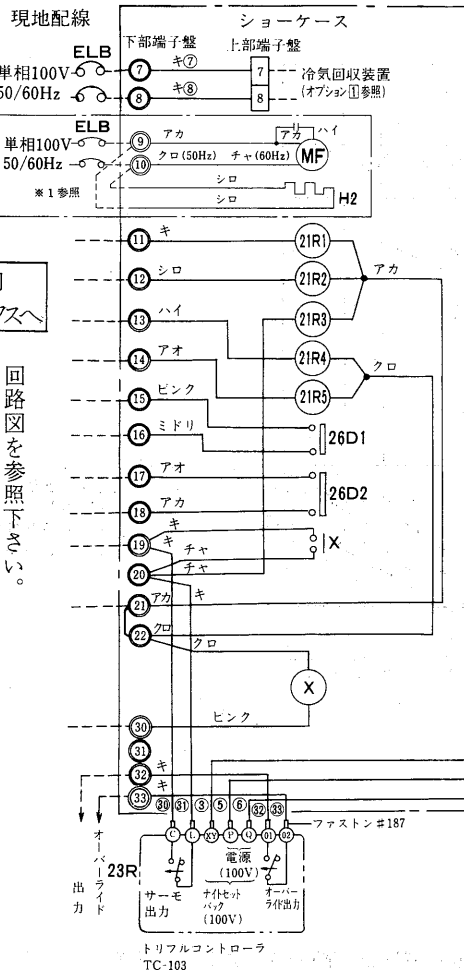 現地配線
ショーケース
下部端子盤
上部端子盤
ELB
単相100V
50/60Hz
7
キ⑦
7
8
キ⑧
8
冷気回収装置
(オプション1参照)
ELB
単相100V
50/60Hz
※1参照
9
アカ
アカ
リ
ハイ
10
クロ(50Hz)
チャ(60Hz)
MF
シロ
シロ
H2
11
キ
21R1
12
シロ
21R2
アカ
13
ハイ
21R3
14
アオ
21R4
クロ
21R5
15
ピンク
16
ミドリ
26D1
17
アオ
26D2
18
アカ
19
キ
キ
X
チャ
20
チャ
21
アカ
キ
22
クロ
クロ
X
30
ピンク
31
32
キ
33
キ
スへ
回路図を参照下さい。
オーバーライド
出力
㉚
㉛
③
⑤
⑥
㉜
㉝
ファストン#187
C
L
XY
P
Q
01
02
23R
サーモ
出力
電源
(100V)
ナイトセット
バック
(100V)
オーバー
ライド出力
トリプルコントローラ
TC-103